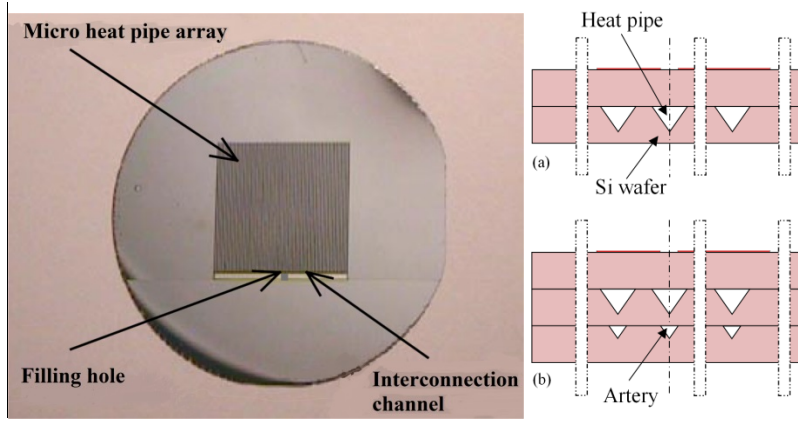 Micro heat pipe array
Filling hole
Interconnection
channel
Heat pipe
(a)
Si wafer
(b)
Artery